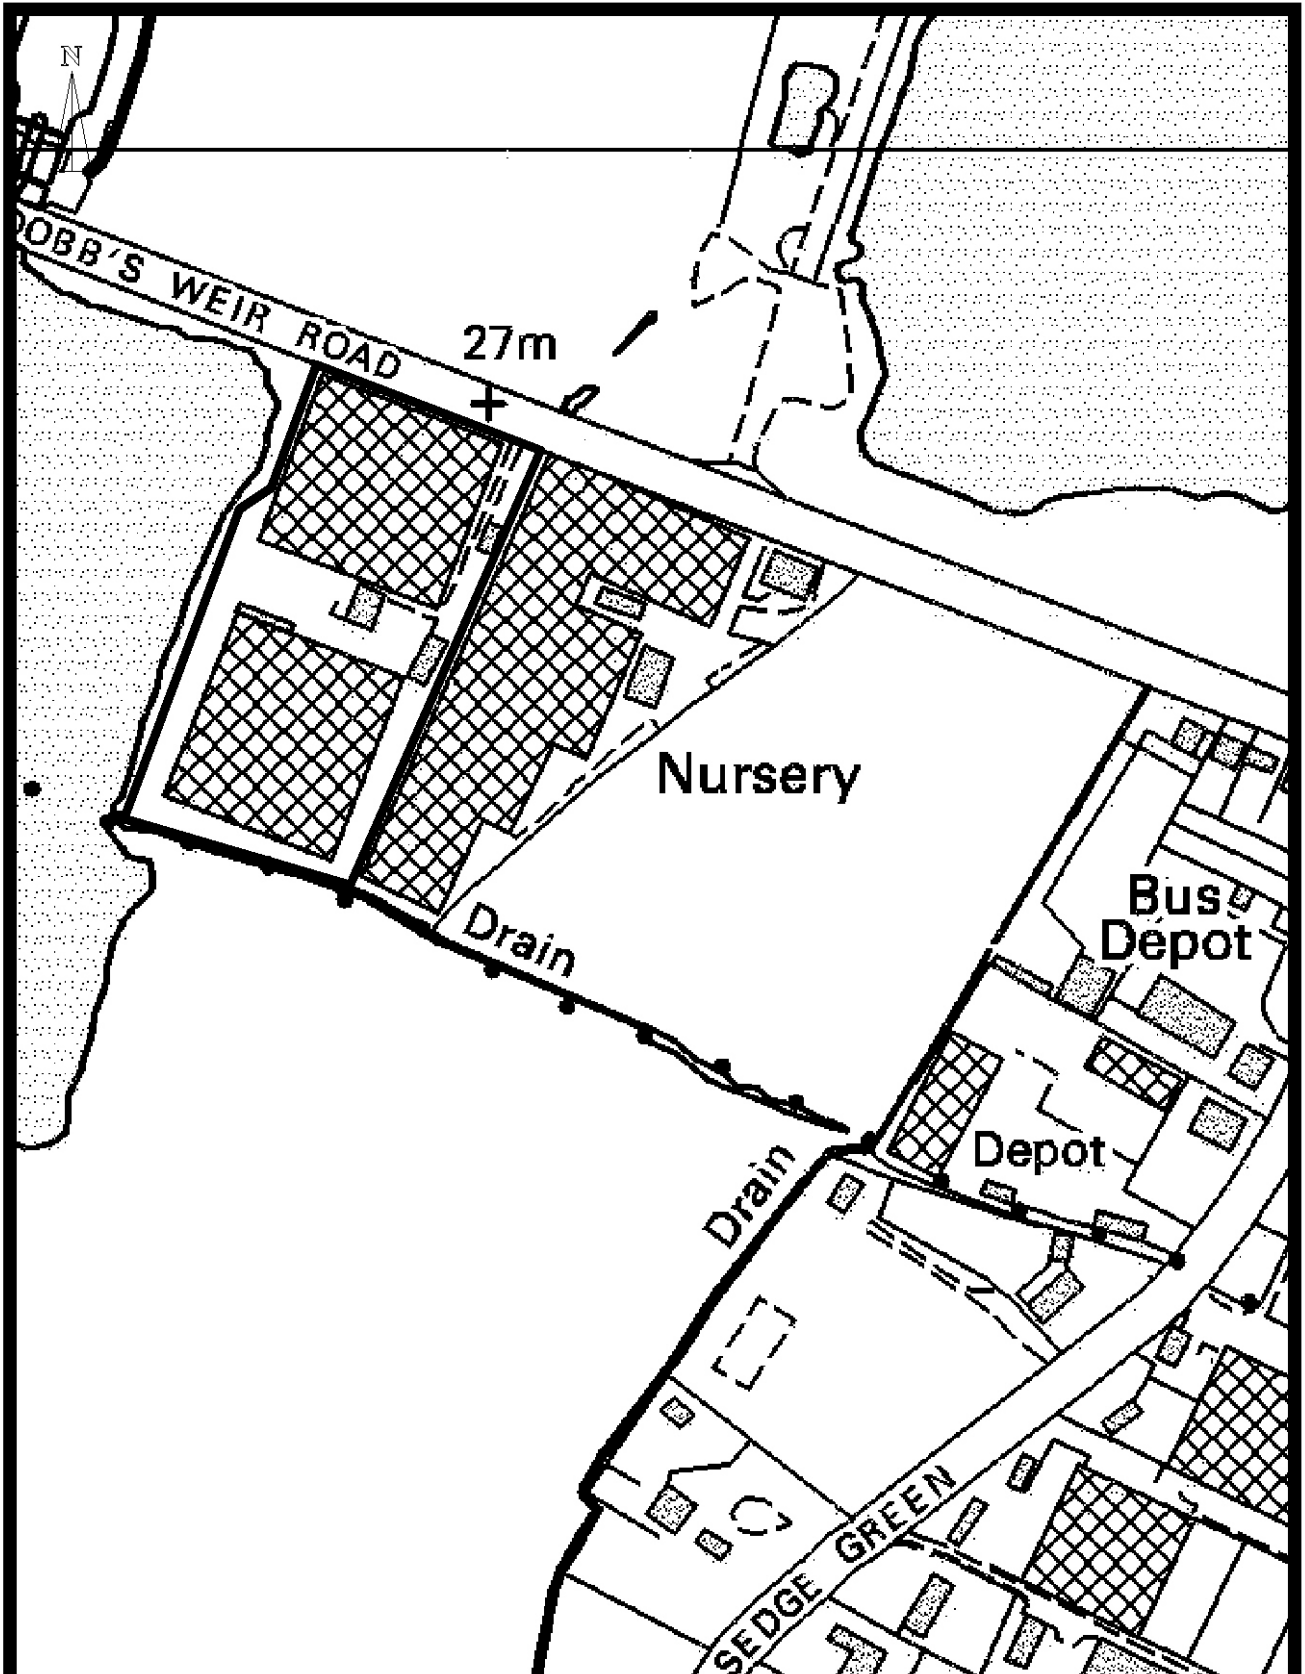 N
DOBB'S WEIR ROAD
27m
Nursery
Bus
Depot
Drain
Depot
Drain
SEDGE GREEN